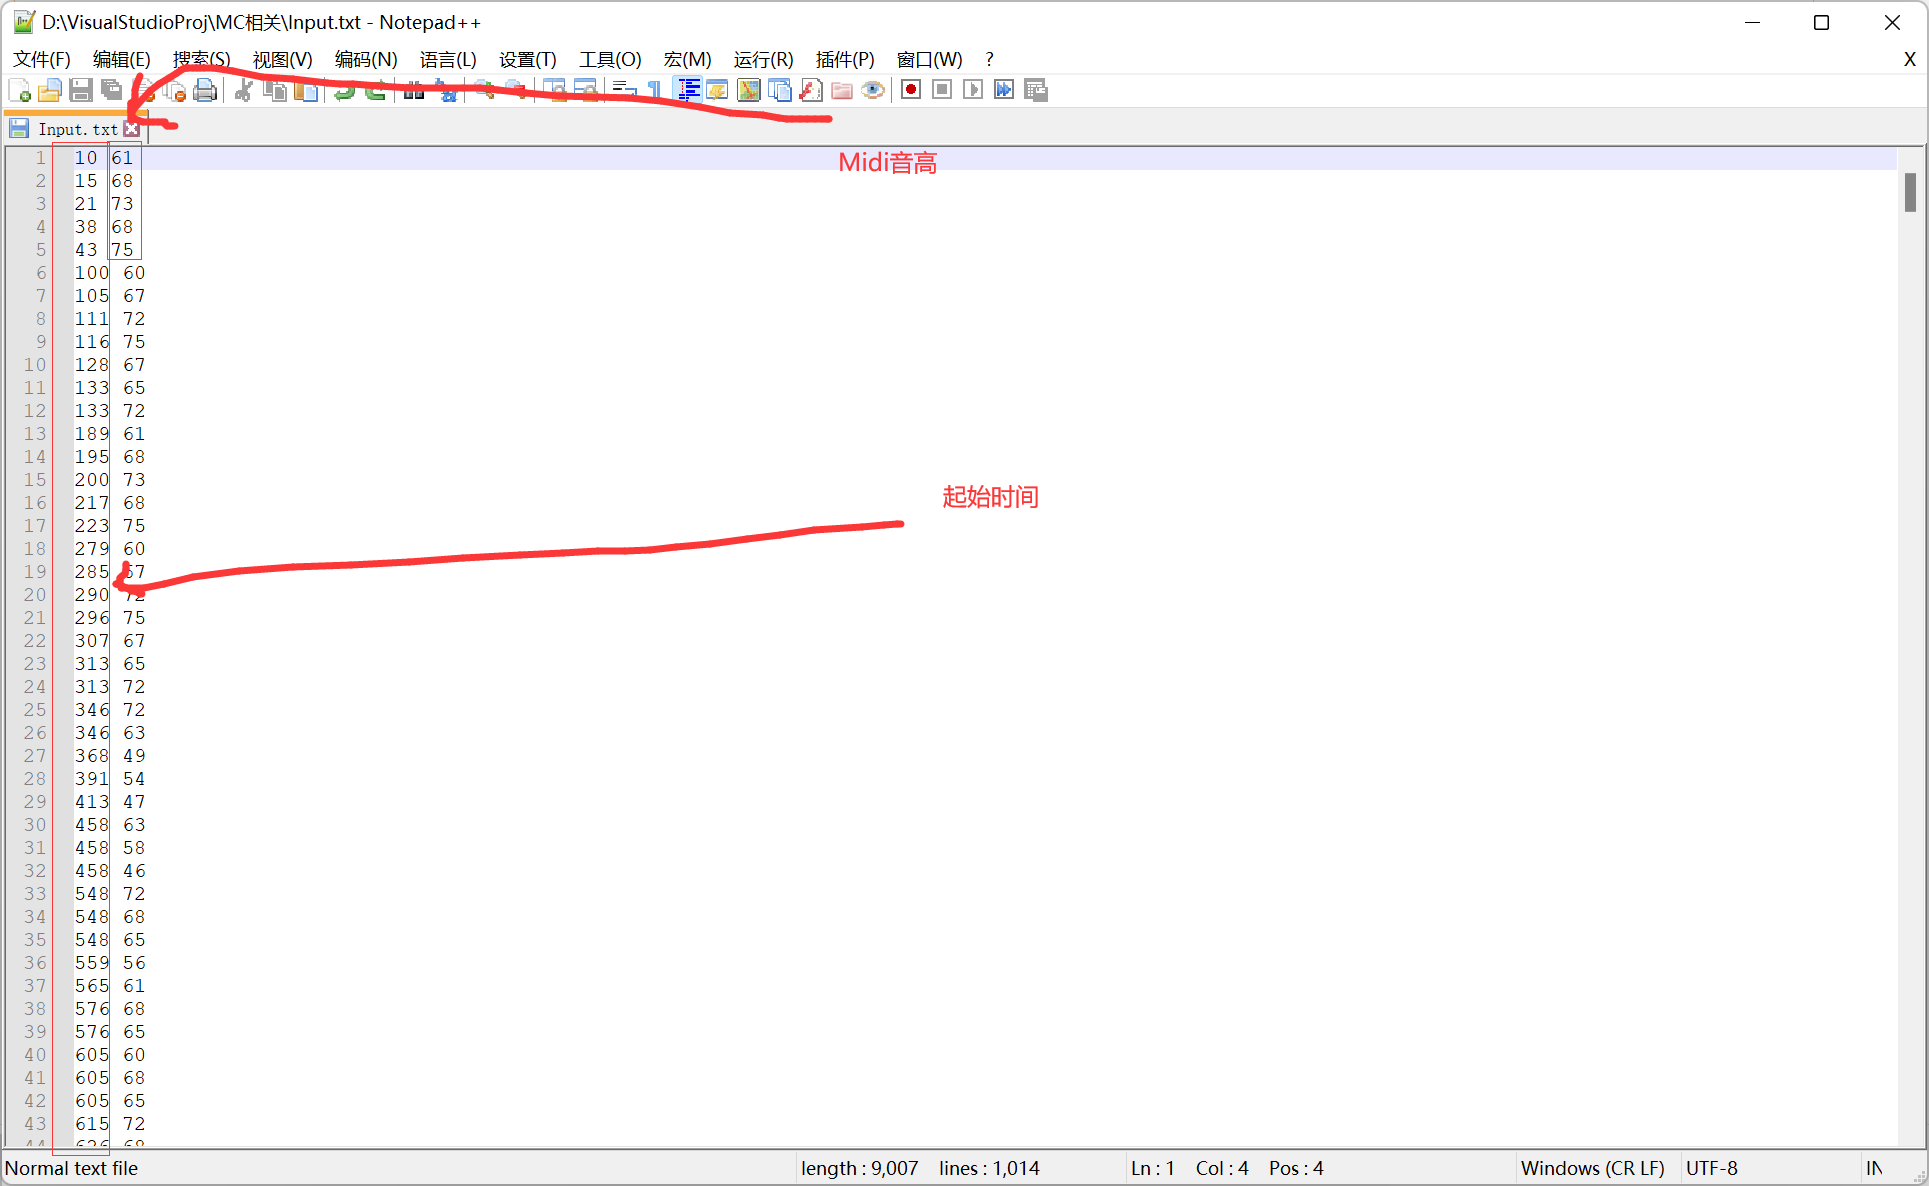 D:\VisualStudioProj\MC相关\Input.txt - Notepad++
文件(F) 编辑(E) 搜索(S) 视图(V) 编码(N) 语言(L) 设置(T) 工具(O) 宏(M) 运行(R) 插件(P) 窗口(W) ? X
Input.txt
1 10 61
Midi音高
2 15 68
3 21 73
4 38 68
5 43 75
6 100 60
7 105 67
8 111 72
9 116 75
10 128 67
11 133 65
12 133 72
13 189 61
14 195 68
15 200 73
起始时间
16 217 68
17 223 75
18 279 60
19 285 67
20 290 72
21 296 75
22 307 67
23 313 65
24 313 72
25 346 72
26 346 63
27 368 49
28 391 54
29 413 47
30 458 63
31 458 58
32 458 46
33 548 72
34 548 68
35 548 65
36 559 56
37 565 61
38 576 68
39 576 65
40 605 60
41 605 68
42 605 65
43 615 72
44 626 68
Normal text file length : 9,007 lines : 1,014 Ln : 1 Col : 4 Pos : 4 Windows (CR LF) UTF-8 IN